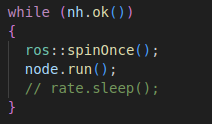 while (nh.ok())
{
  ros::spinOnce();
  node.run();
  // rate.sleep();
}